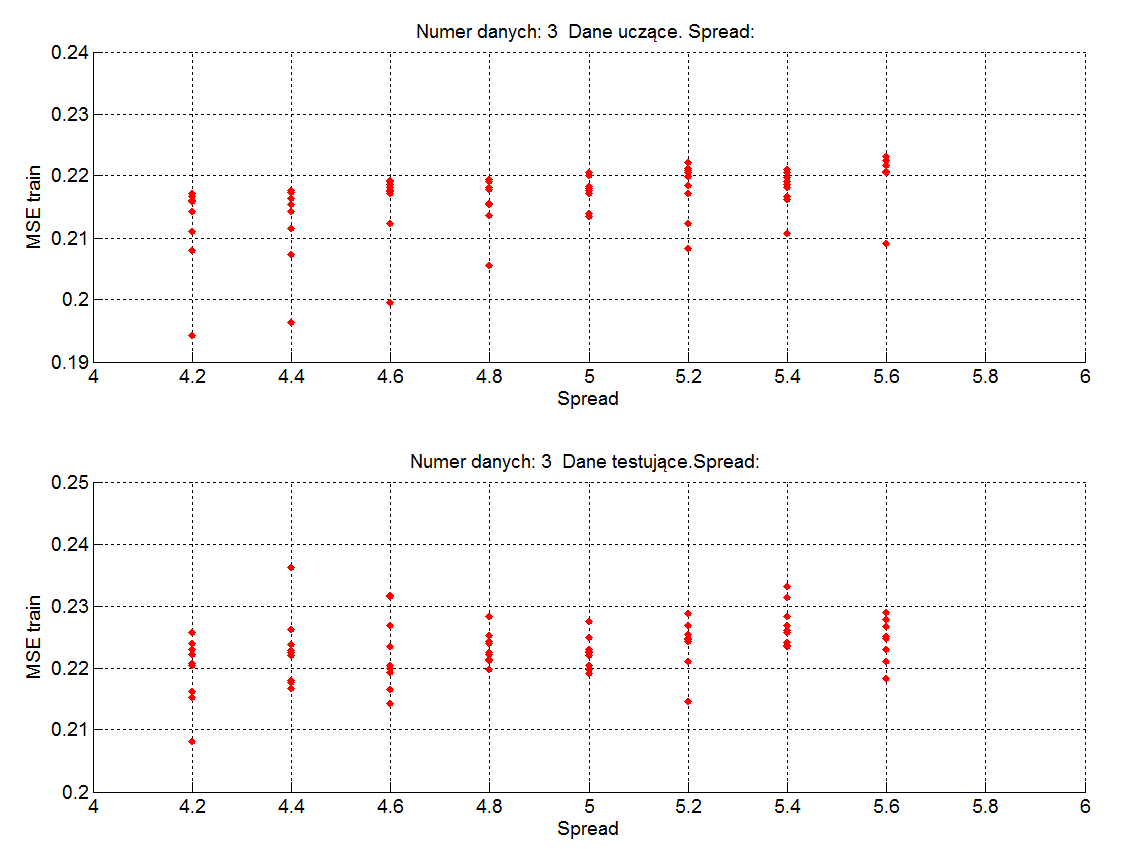 Numer danych: 3  Dane uczące. Spread:
0.24
0.23
0.22
0.21
0.2
0.19
MSE train
4 4.2 4.4 4.6 4.8 5 5.2 5.4 5.6 5.8 6
Spread
Numer danych: 3  Dane testujące.Spread:
0.25
0.24
0.23
0.22
0.21
0.2
MSE train
4 4.2 4.4 4.6 4.8 5 5.2 5.4 5.6 5.8 6
Spread